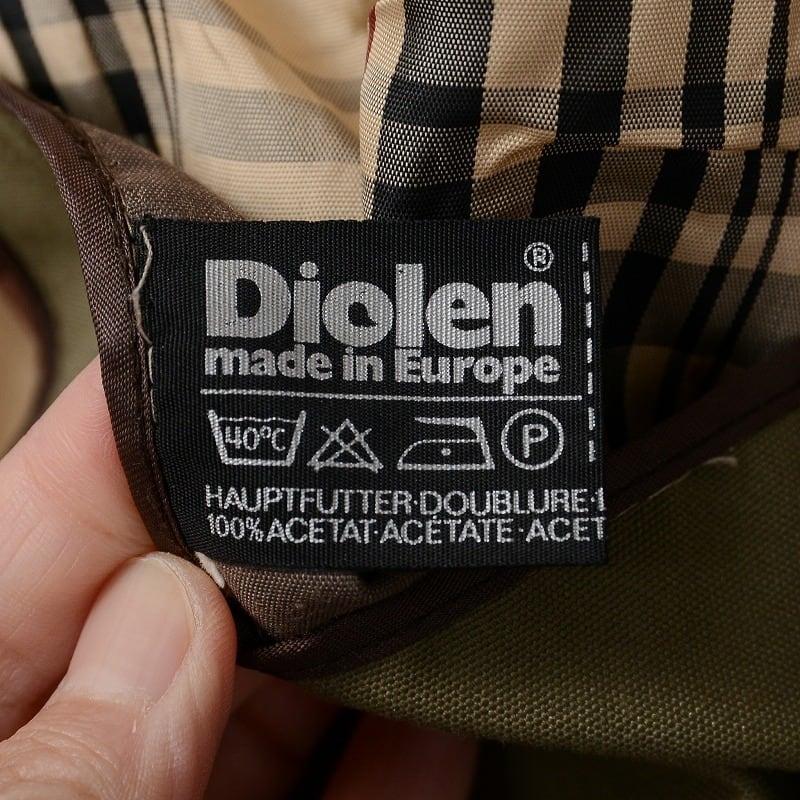 Diolen®
made in Europe
40°C P
HAUPTFUTTER·DOUBLURE·
100% ACETAT·ACÉTATE·ACET